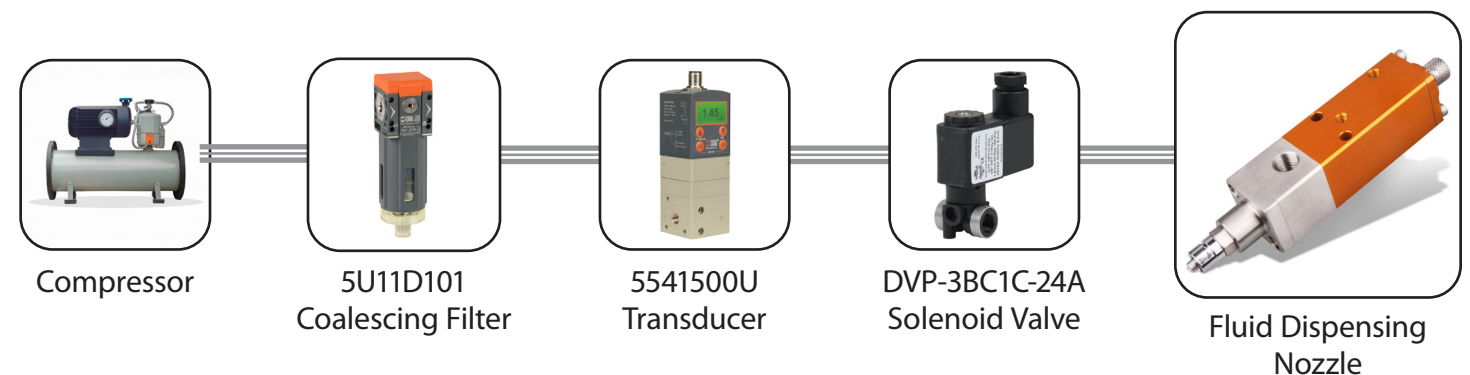 1.45
Compressor
5U11D101
Coalescing Filter
5541500U
Transducer
DVP-3BC1C-24A
Solenoid Valve
Fluid Dispensing
Nozzle